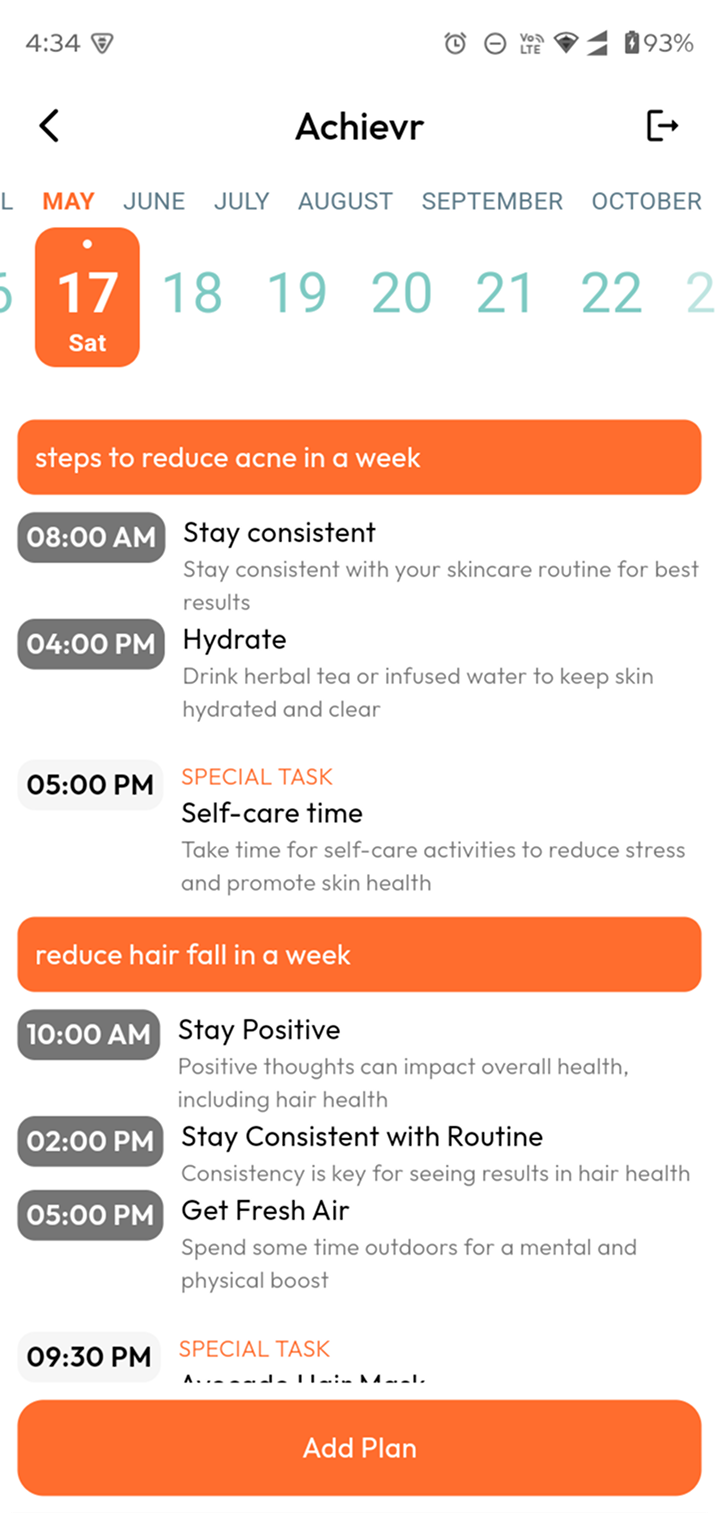 4:34
Vo)) LTE
93%
Achievr
L MAY JUNE JULY AUGUST SEPTEMBER OCTOBER
6 17 18 19 20 21 22 2
Sat
steps to reduce acne in a week
08:00 AM Stay consistent
Stay consistent with your skincare routine for best
results
04:00 PM Hydrate
Drink herbal tea or infused water to keep skin
hydrated and clear
05:00 PM SPECIAL TASK
Self-care time
Take time for self-care activities to reduce stress
and promote skin health
reduce hair fall in a week
10:00 AM Stay Positive
Positive thoughts can impact overall health,
including hair health
02:00 PM Stay Consistent with Routine
Consistency is key for seeing results in hair health
05:00 PM Get Fresh Air
Spend some time outdoors for a mental and
physical boost
09:30 PM SPECIAL TASK
Avocado Hair Mask
Add Plan